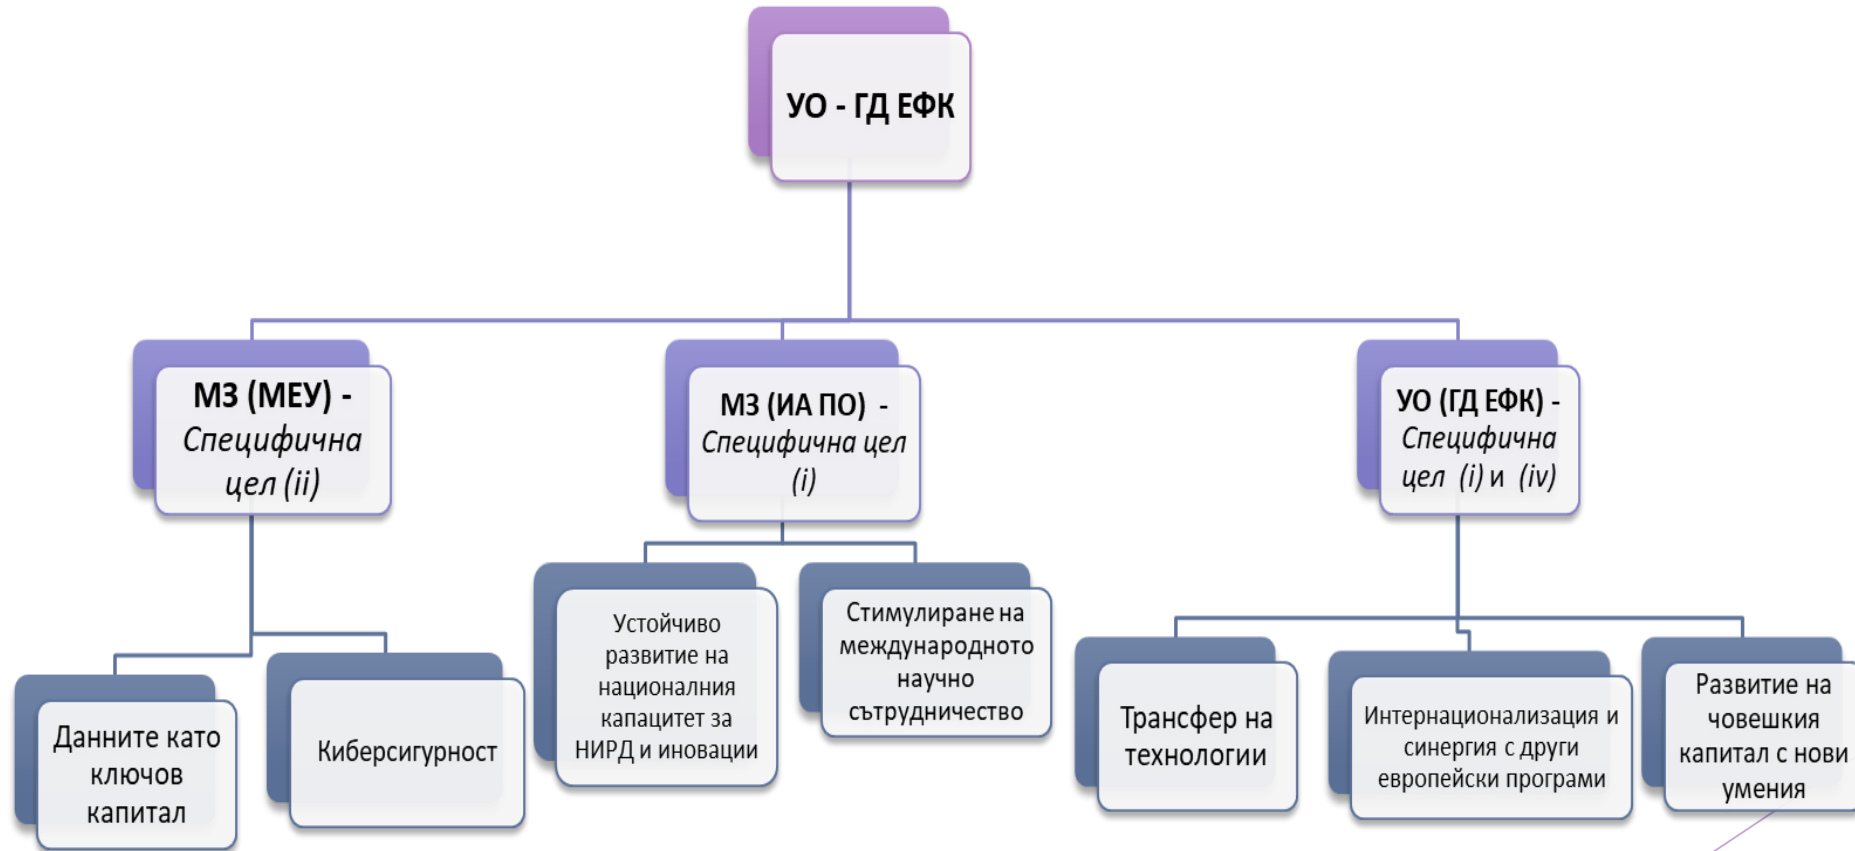 УО - ГД ЕФК
МЗ (МЕУ) -
Специфична
цел (ii)
МЗ (ИА ПО) -
Специфична цел
(i)
УО (ГД ЕФК) -
Специфична
цел (i) и (iv)
Данните като
ключов
капитал
Киберсигурност
Устойчиво
развитие на
националния
капацитет за
НИРД и иновации
Стимулиране на
международното
научно
сътрудничество
Трансфер на
технологии
Интернационализация и
синергия с други
европейски програми
Развитие на
човешкия
капитал с нови
умения